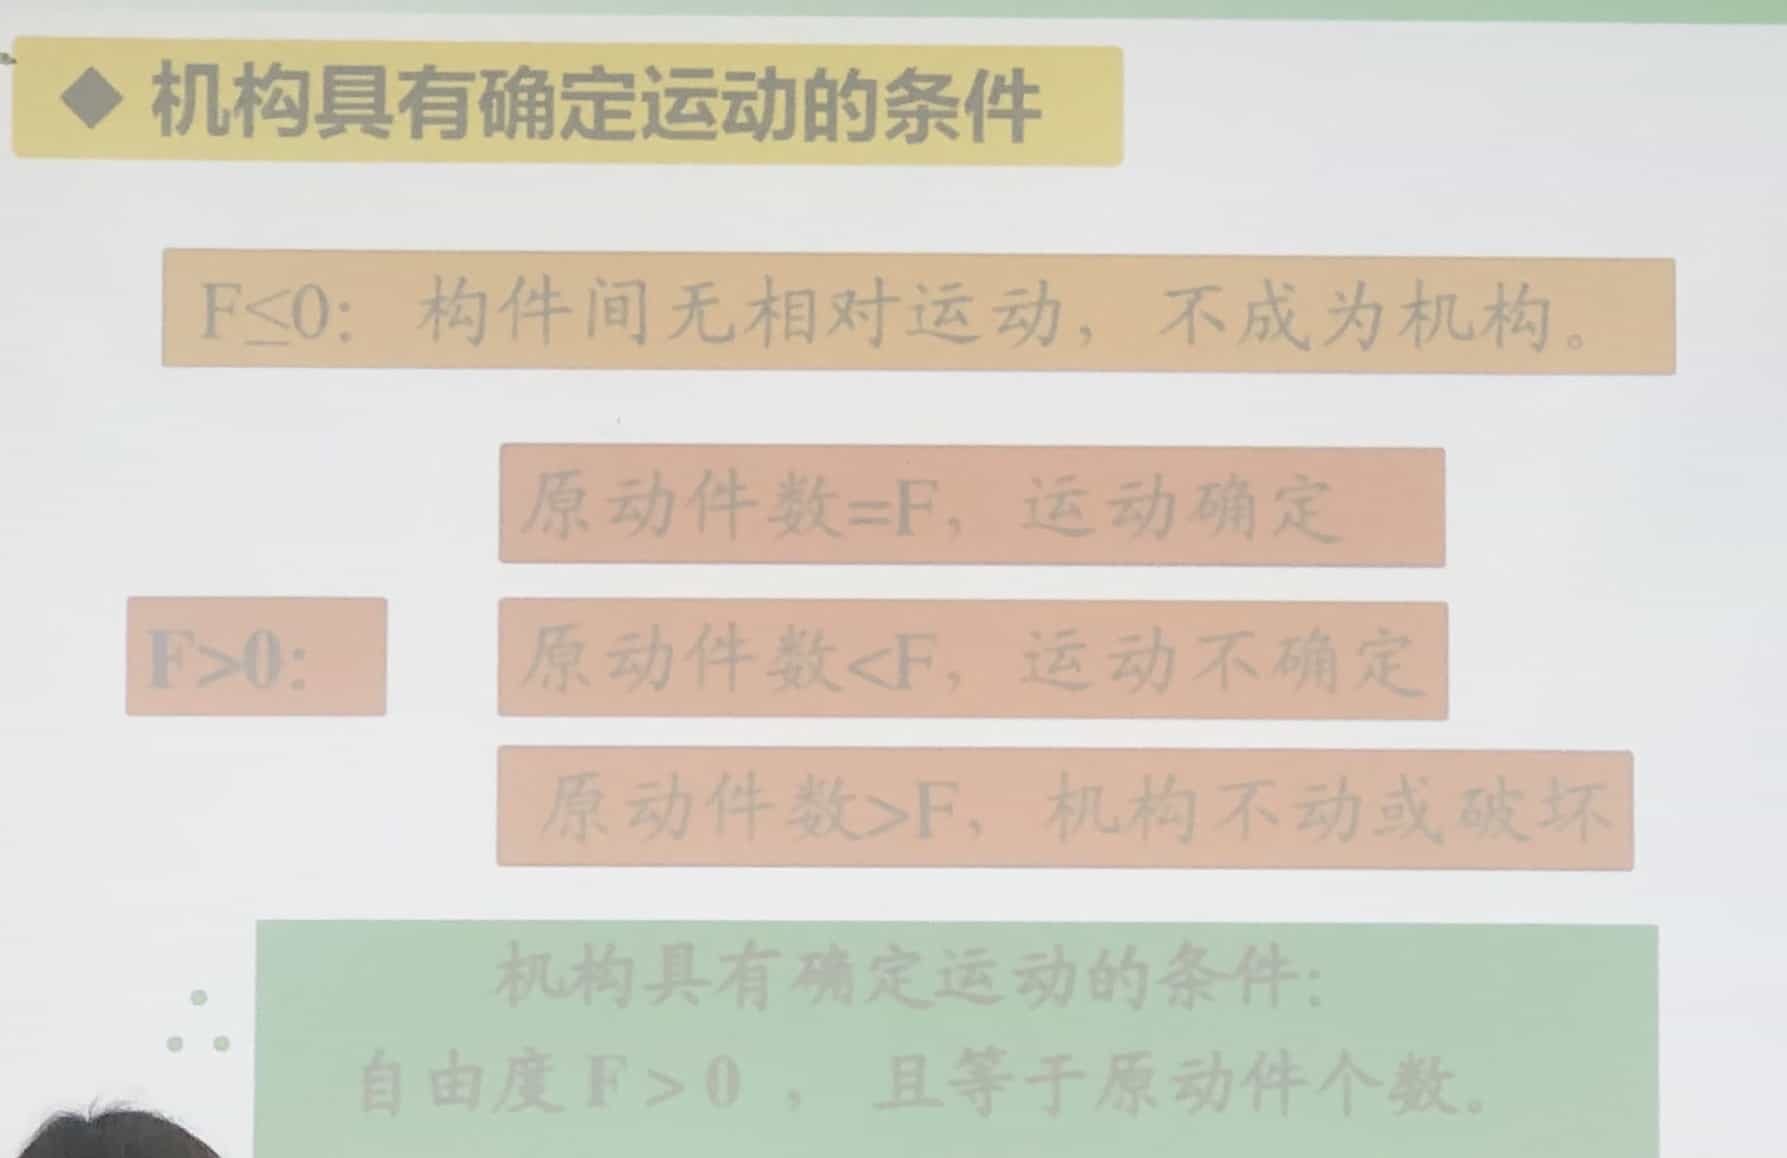 ◆ 机构具有确定运动的条件
F≤0: 构件间无相对运动，不成为机构。
原动件数=F，运动确定
F>0:
原动件数<F，运动不确定
原动件数>F，机构不动或破坏
∴
机构具有确定运动的条件:
自由度 F > 0 ， 且等于原动件个数。